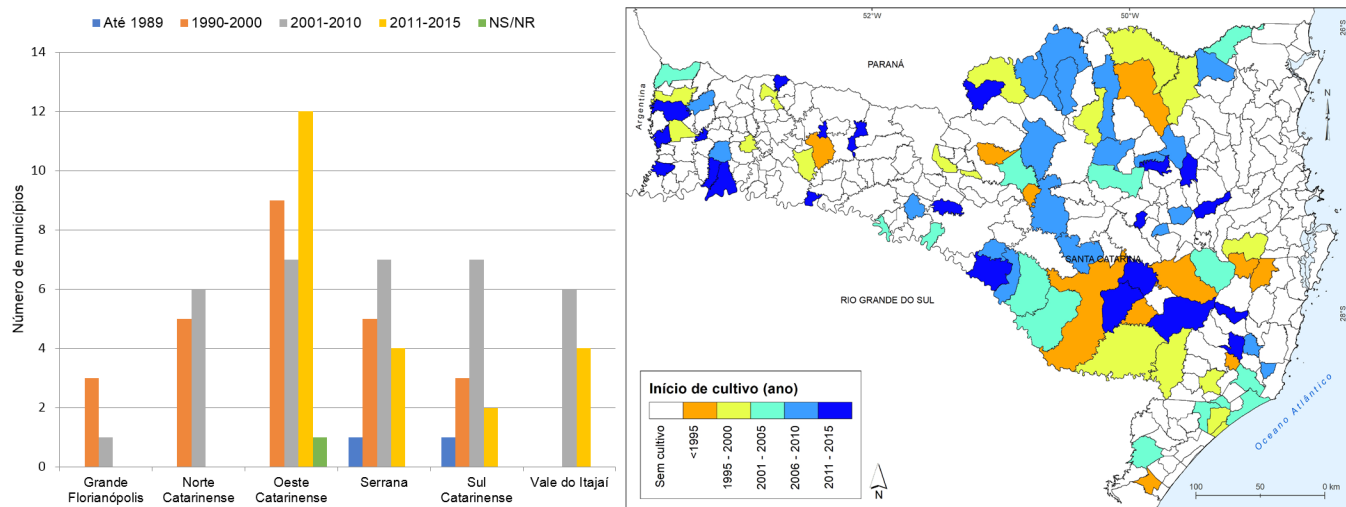 Até 1989 1990-2000 2001-2010 2011-2015 NS/NR
Número de municípios
14
12
10
8
6
4
2
0
Grande
Florianópolis
Norte
Catarinense
Oeste
Catarinense
Serrana
Sul
Catarinense
Vale do Itajaí
52°W
50°W
26°S
PARANÁ
Argentina
N
SANTA CATARINA
RIO GRANDE DO SUL
28°S
Oceano Atlântico
Início de cultivo (ano)
Sem cultivo
<1995
1995 - 2000
2001 - 2005
2006 - 2010
2011 - 2015
N
100 50 0 km